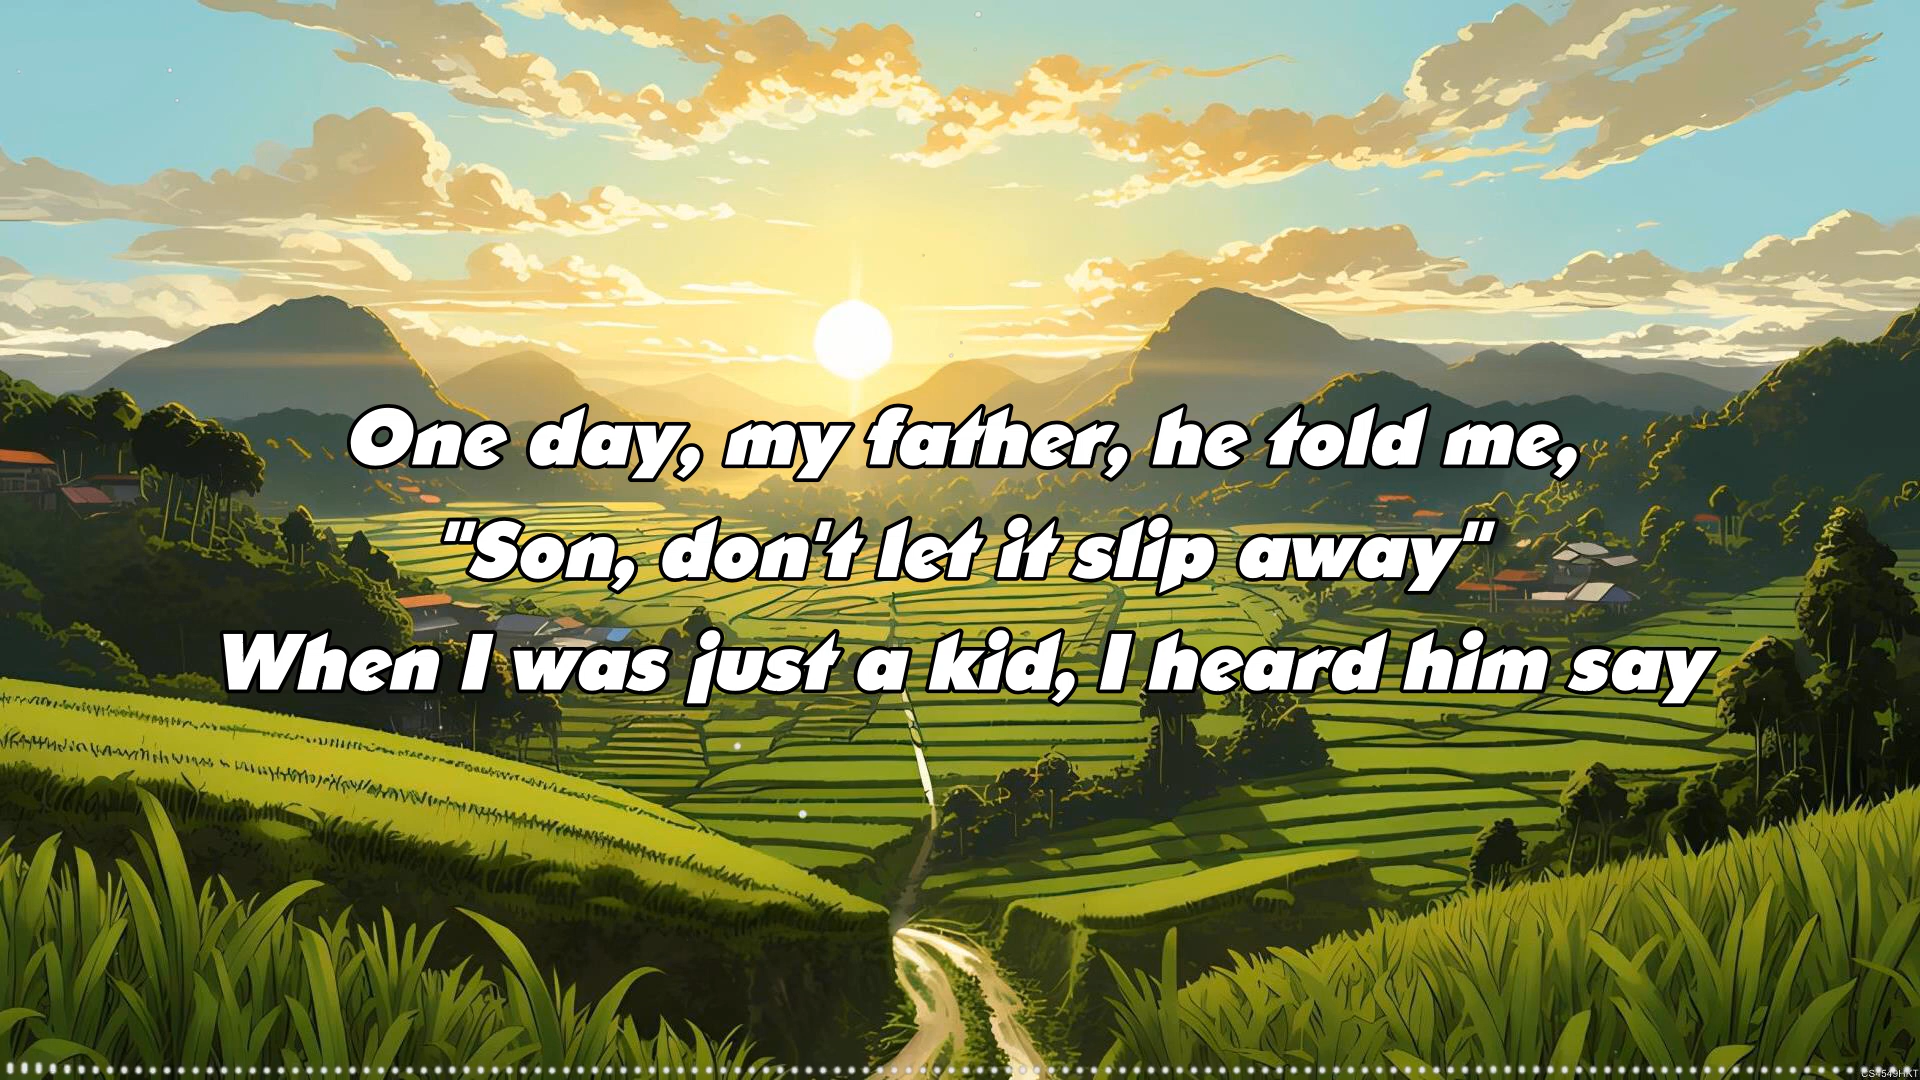 One day, my father, he told me,
"Son, don't let it slip away"
When I was just a kid, I heard him say
CS4549HKT